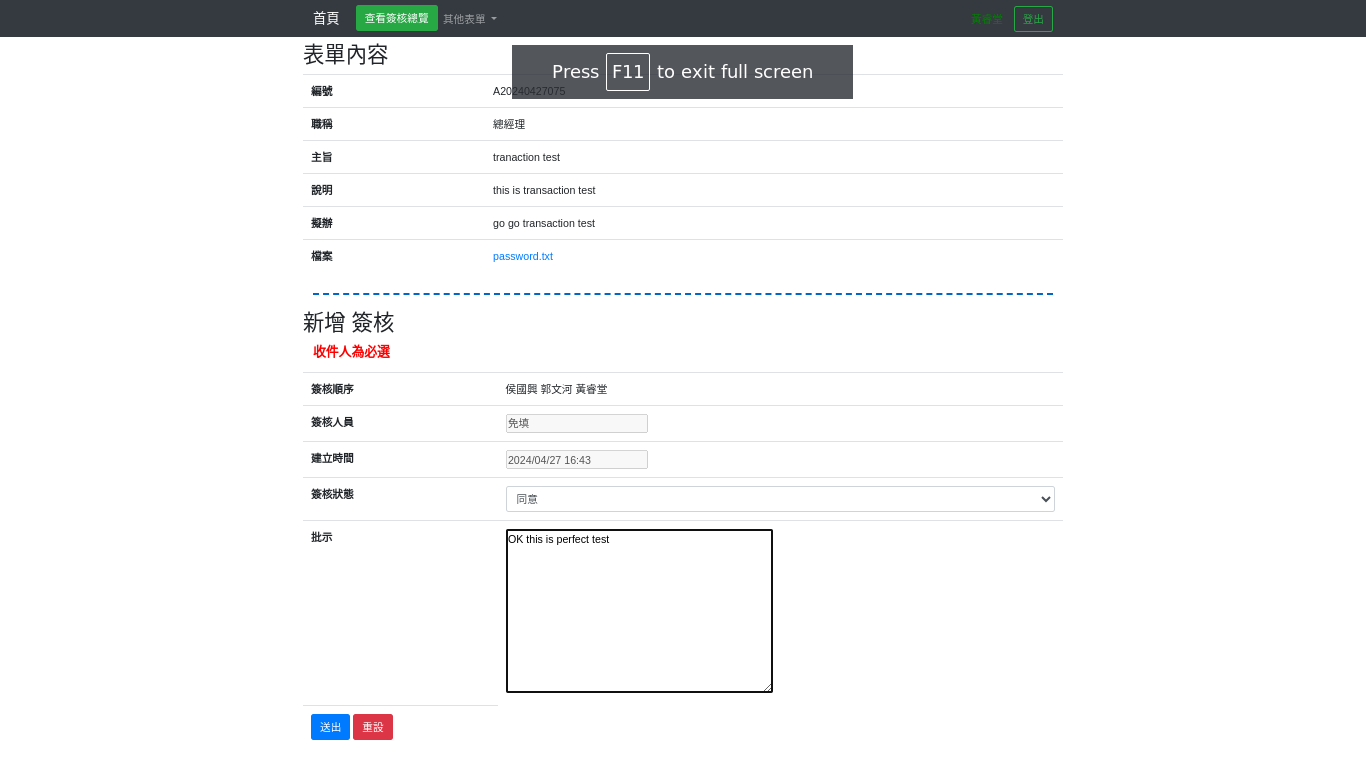 首頁 查看簽核總覽 其他表單 黃睿堂 登出
表單內容
Press F11 to exit full screen
編號 A20240427075
職稱 總經理
主旨 tranaction test
說明 this is transaction test
擬辦 go go transaction test
檔案 password.txt
新增 簽核
收件人為必選
簽核順序 侯國興 郭文河 黃睿堂
簽核人員 免填
建立時間 2024/04/27 16:43
簽核狀態 同意
批示 OK this is perfect test
送出 重設